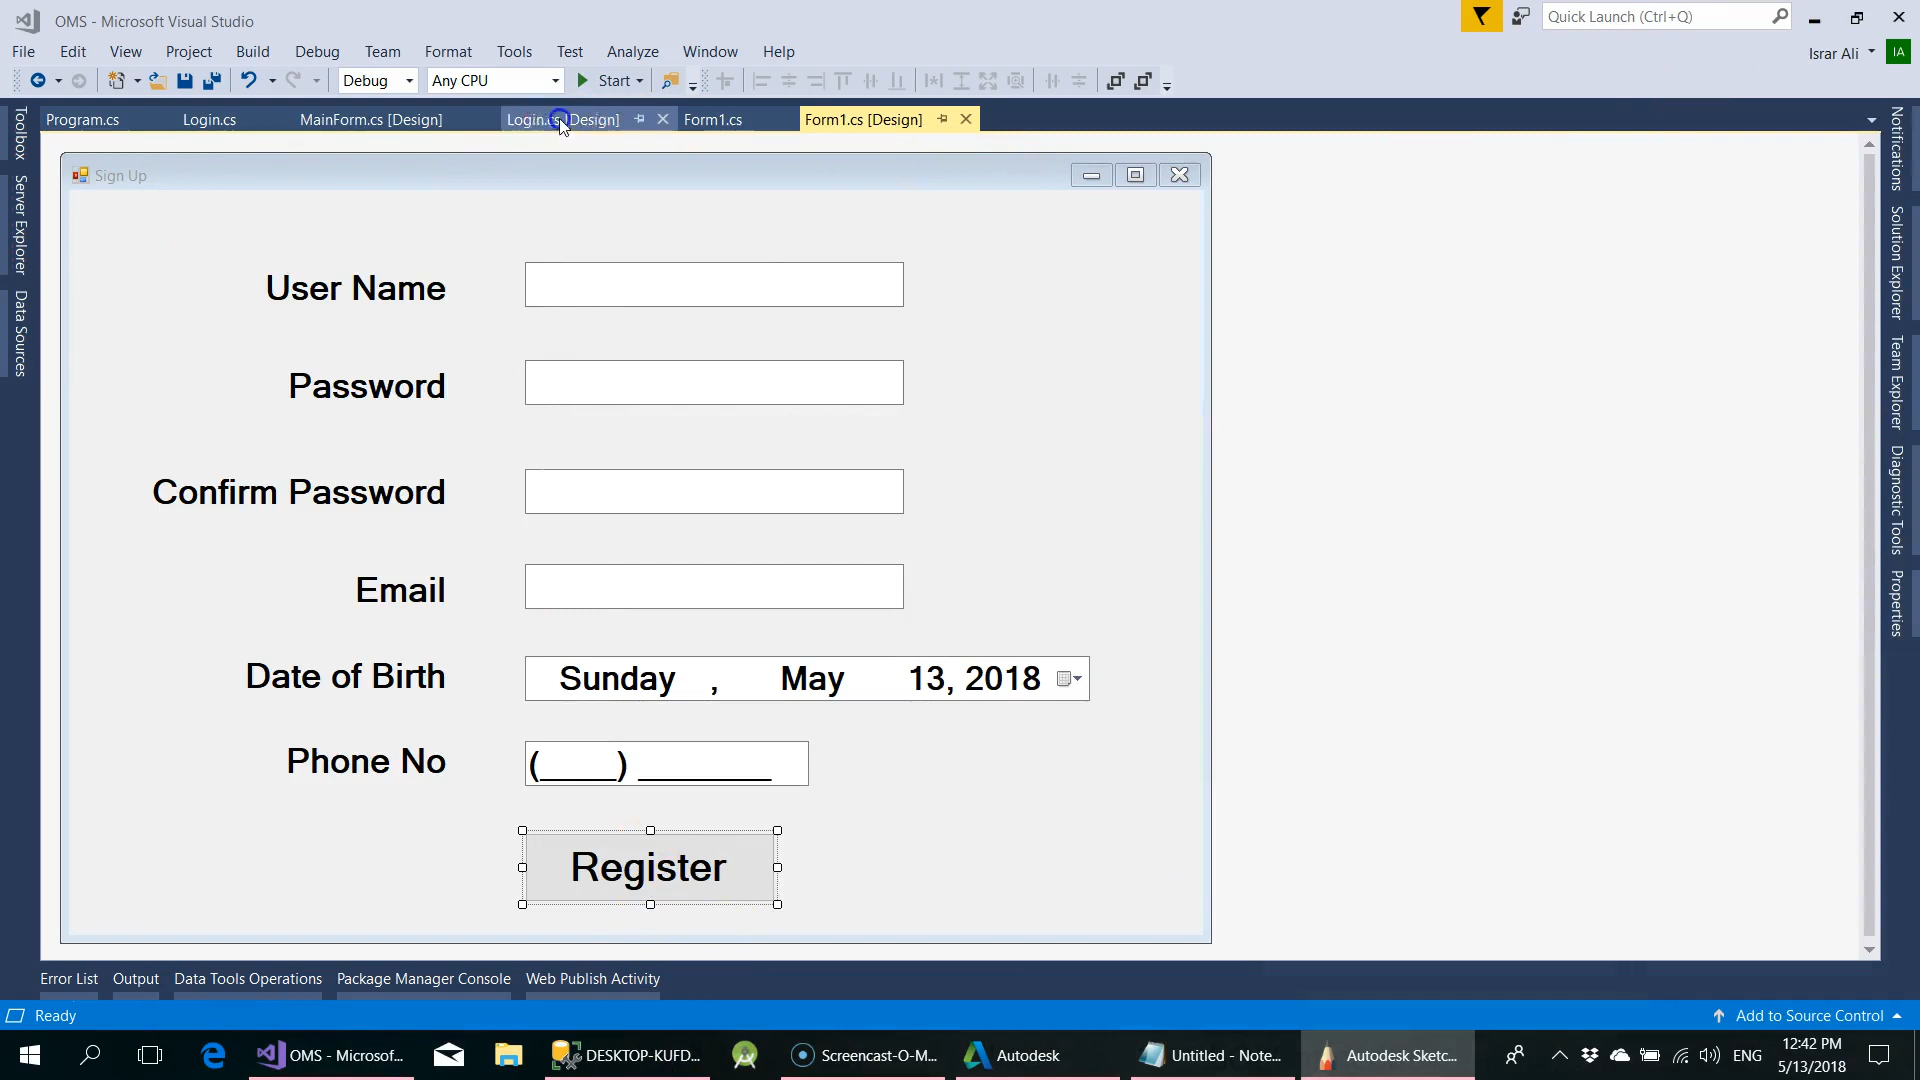 OMS - Microsoft Visual Studio
Quick Launch (Ctrl+Q)
File Edit View Project Build Debug Team Format Tools Test Analyze Window Help
Israr Ali IA
Debug Any CPU Start
Program.cs Login.cs MainForm.cs [Design] Login.cs [Design] Form1.cs Form1.cs [Design]
Toolbox
Server Explorer
Data Sources
Sign Up
User Name
Password
Confirm Password
Email
Date of Birth Sunday , May 13, 2018
Phone No (____) _______
Register
Notifications
Solution Explorer
Team Explorer
Diagnostic Tools
Properties
Error List Output Data Tools Operations Package Manager Console Web Publish Activity
Ready Add to Source Control
OMS - Microsof... DESKTOP-KUFD... Screencast-O-M... Autodesk Untitled - Note... Autodesk Sketc... ENG 12:42 PM
5/13/2018